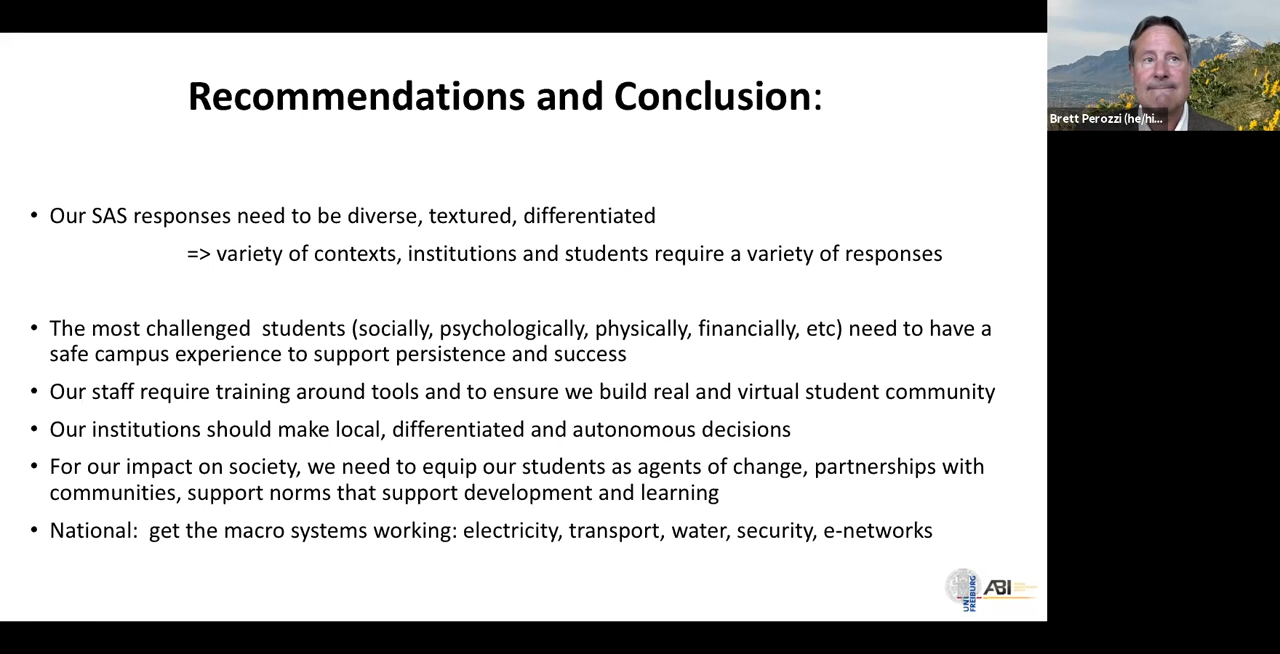 Recommendations and Conclusion:
• Our SAS responses need to be diverse, textured, differentiated
=> variety of contexts, institutions and students require a variety of responses
• The most challenged  students (socially, psychologically, physically, financially, etc) need to have a
safe campus experience to support persistence and success
• Our staff require training around tools and to ensure we build real and virtual student community
• Our institutions should make local, differentiated and autonomous decisions
• For our impact on society, we need to equip our students as agents of change, partnerships with
communities, support norms that support development and learning
• National:  get the macro systems working: electricity, transport, water, security, e-networks
Brett Perozzi (he/hi...
UNI
FREIBURG
ABI